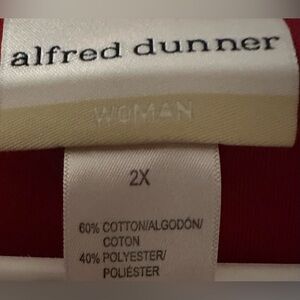 alfred dunner
WOMAN
2X
60% COTTON/ALGODÓN/
COTON
40% POLYESTER/
POLIÉSTER